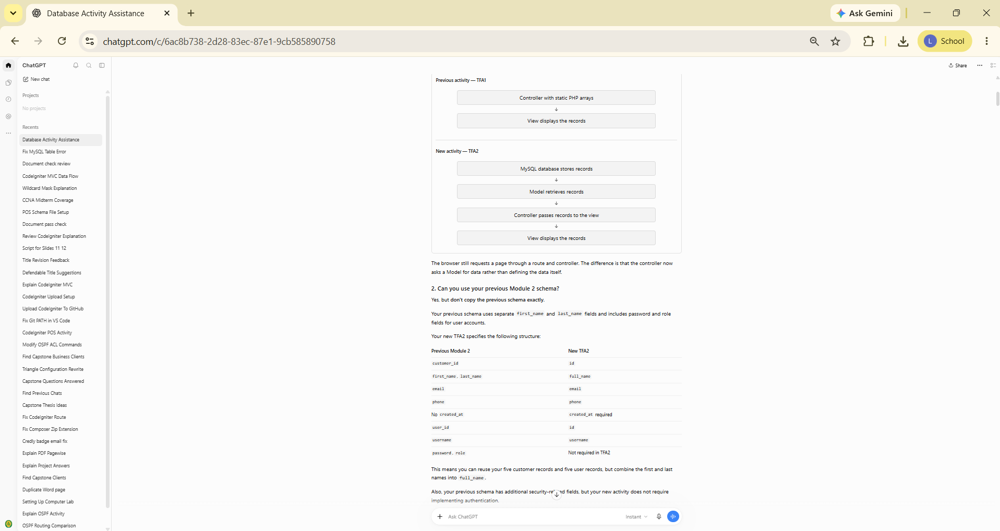 Database Activity Assistance
Ask Gemini
chatgpt.com/c/6ac8b738-2d28-83ec-87e1-9cb585890758
L School
ChatGPT
New chat
Projects
No projects
Recents
Database Activity Assistance
Fix MySQL Table Error
Document check review
CodeIgniter MVC Data Flow
Wildcard Mask Explanation
CCNA Midterm Coverage
POS Schema File Setup
Document pass check
Review CodeIgniter Explanation
Script for Slides 11 12
Title Revision Feedback
Defendable Title Suggestions
Explain CodeIgniter MVC
CodeIgniter Upload Setup
Upload CodeIgniter To GitHub
Fix Git PATH in VS Code
CodeIgniter POS Activity
Modify OSPF ACL Commands
Find Capstone Business Clients
Triangle Configuration Rewrite
Capstone Questions Answered
Find Previous Chats
Capstone Thesis Ideas
Fix CodeIgniter Route
Fix Composer Zip Extension
Credly badge email fix
Explain PDF Pagewise
Explain Project Answers
Find Capstone Clients
Duplicate Word page
Setting Up Computer Lab
Explain OSPF Activity
OSPF Routing Comparison
Share
Previous activity — TFA1
Controller with static PHP arrays
↓
View displays the records
New activity — TFA2
MySQL database stores records
↓
Model retrieves records
↓
Controller passes records to the view
↓
View displays the records
The browser still requests a page through a route and controller. The difference is that the controller now
asks a Model for data rather than defining the data itself.
2. Can you use your previous Module 2 schema?
Yes, but don't copy the previous schema exactly.
Your previous schema uses separate first_name and last_name fields and includes password and role
fields for user accounts.
Your new TFA2 specifies the following structure:
Previous Module 2 New TFA2
customer_id id
first_name, last_name full_name
email email
phone phone
No created_at created_at required
user_id id
username username
password, role Not required in TFA2
This means you can reuse your five customer records and five user records, but combine the first and last
names into full_name.
Also, your previous schema has additional security-related fields, but your new activity does not require
implementing authentication.
Ask ChatGPT
Instant